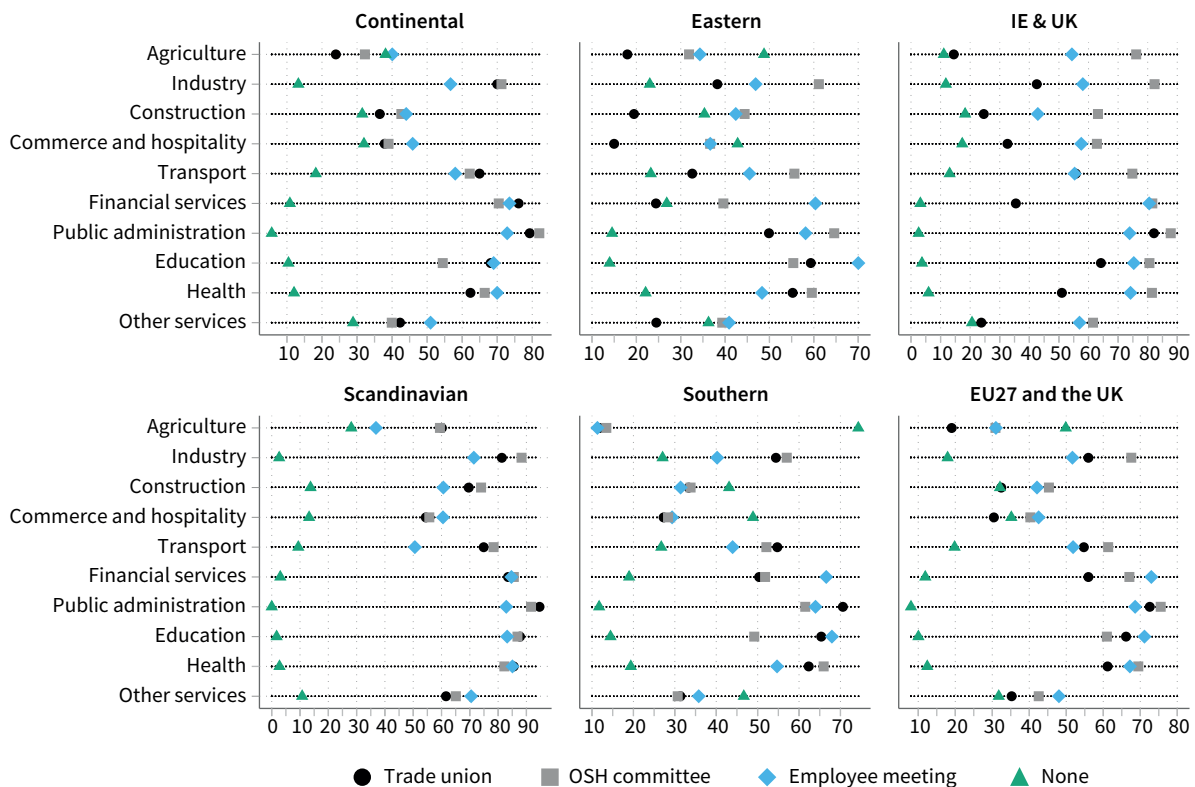 Continental Eastern IE & UK
Agriculture
Industry
Construction
Commerce and hospitality
Transport
Financial services
Public administration
Education
Health
Other services
10 20 30 40 50 60 70 80 10 20 30 40 50 60 70 0 10 20 30 40 50 60 70 80 90
Scandinavian Southern EU27 and the UK
Agriculture
Industry
Construction
Commerce and hospitality
Transport
Financial services
Public administration
Education
Health
Other services
0 10 20 30 40 50 60 70 80 90 10 20 30 40 50 60 70 10 20 30 40 50 60 70 80
Trade union OSH committee Employee meeting None